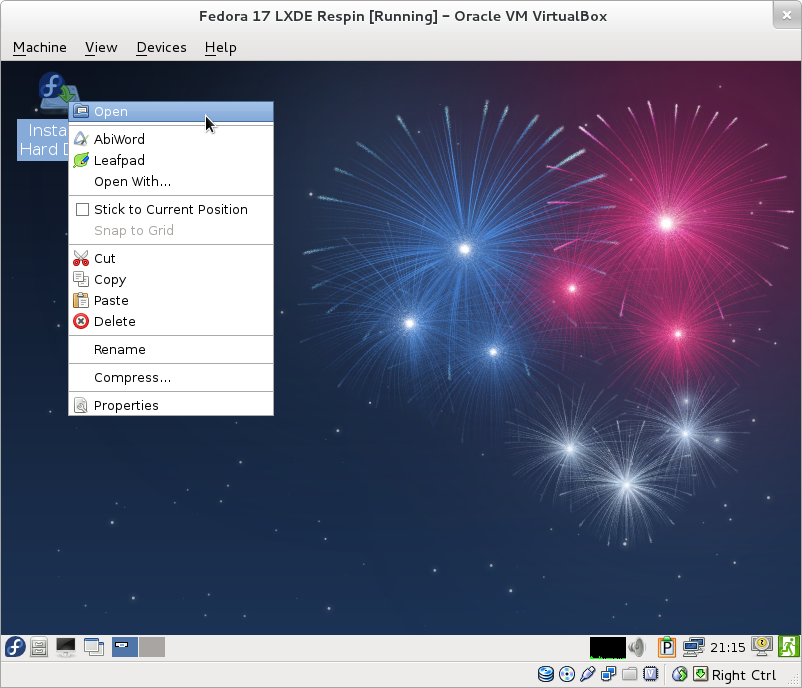 Fedora 17 LXDE Respin [Running] – Oracle VM VirtualBox
Machine View Devices Help
Open
AbiWord
Leafpad
Open With...
Stick to Current Position
Snap to Grid
Cut
Copy
Paste
Delete
Rename
Compress...
Properties
Insta
Hard D
P 21:15
Right Ctrl